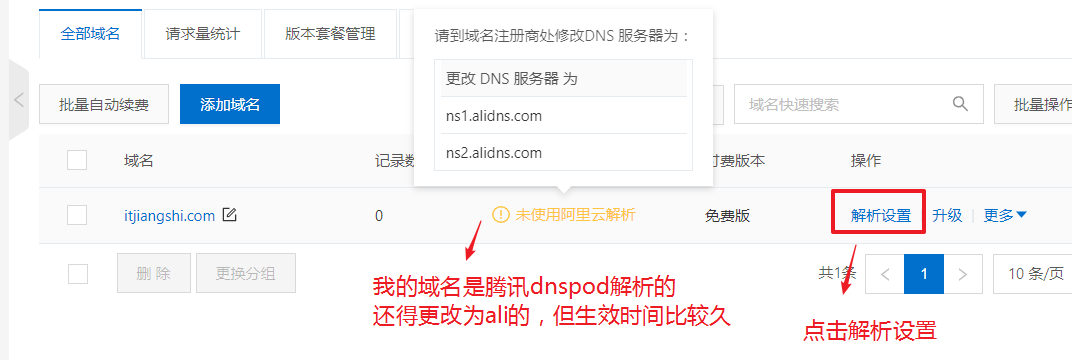 全部域名 请求量统计 版本套餐管理
请到域名注册商处修改DNS 服务器为：
更改 DNS 服务器 为
ns1.alidns.com
ns2.alidns.com
批量自动续费 添加域名 域名快速搜索 批量操作
域名 记录数 付费版本 操作
itjiangshi.com 0 未使用阿里云解析 免费版 解析设置 升级 更多
删 除 更换分组 共1条 < 1 > 10 条/页
我的域名是腾讯dnspod解析的
还得更改为ali的，但生效时间比较久
点击解析设置